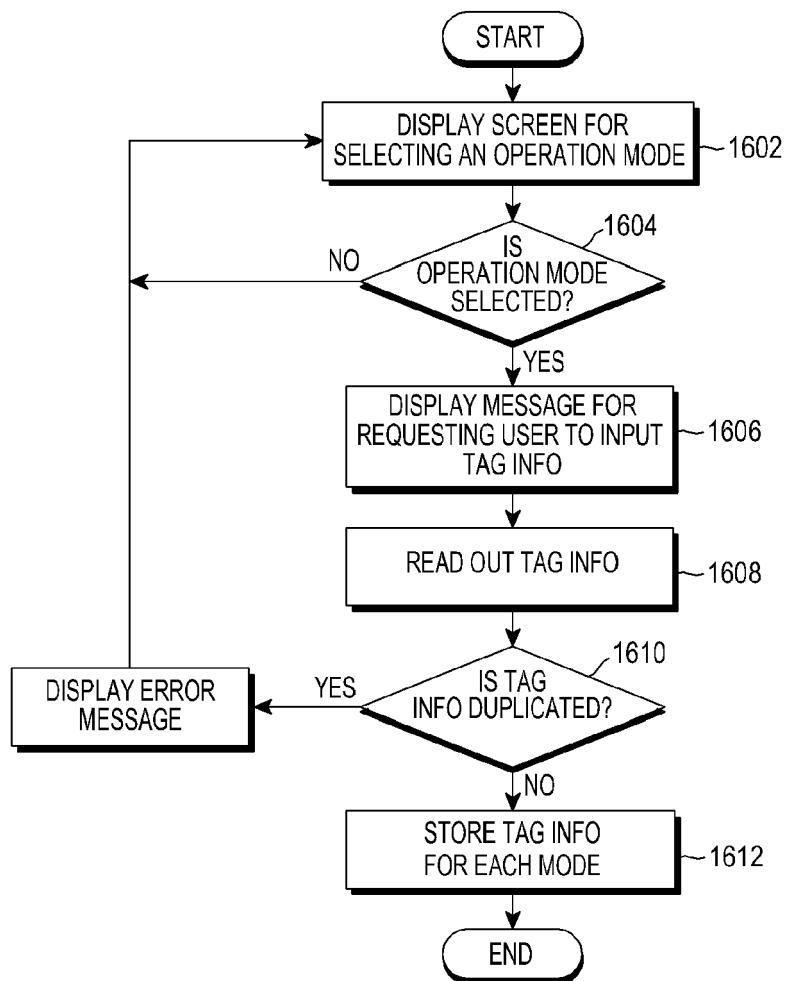 START
DISPLAY SCREEN FOR
SELECTING AN OPERATION MODE
1602
1604
IS
OPERATION MODE
SELECTED?
NO
YES
DISPLAY MESSAGE FOR
REQUESTING USER TO INPUT
TAG INFO
1606
READ OUT TAG INFO
1608
1610
IS TAG
INFO DUPLICATED?
YES
DISPLAY ERROR
MESSAGE
NO
STORE TAG INFO
FOR EACH MODE
1612
END